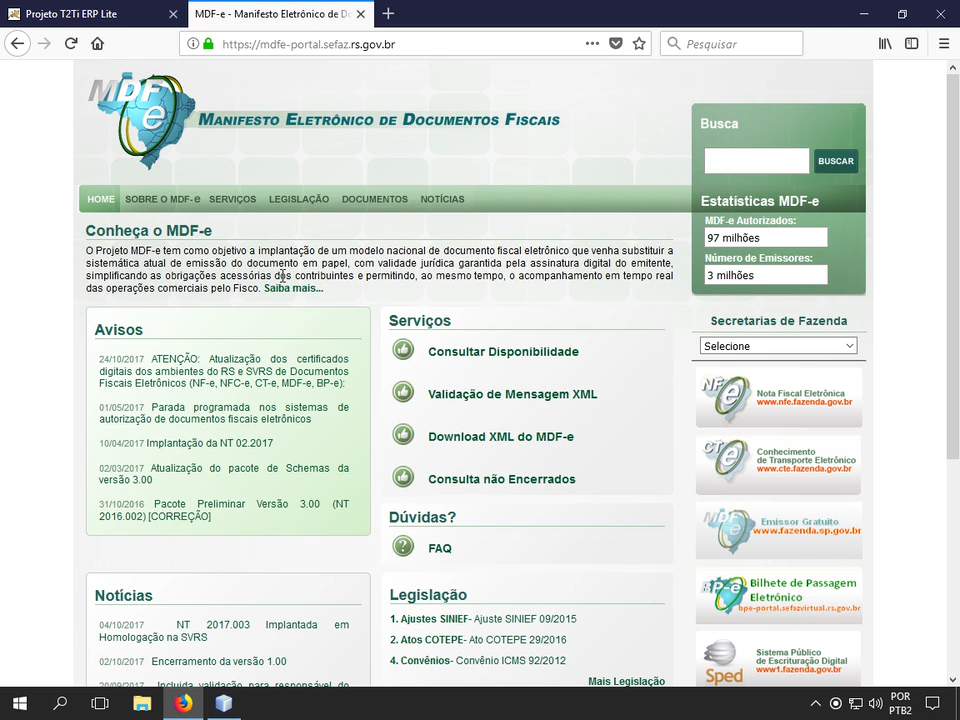 Projeto T2Ti ERP Lite
MDF-e - Manifesto Eletrônico de Do
https://mdfe-portal.sefaz.rs.gov.br
Pesquisar
MDF e
MANIFESTO ELETRÔNICO DE DOCUMENTOS FISCAIS
Busca
BUSCAR
HOME
SOBRE O MDF-e
SERVIÇOS
LEGISLAÇÃO
DOCUMENTOS
NOTÍCIAS
Estatísticas MDF-e
MDF-e Autorizados:
97 milhões
Número de Emissores:
3 milhões
Conheça o MDF-e
O Projeto MDF-e tem como objetivo a implantação de um modelo nacional de documento fiscal eletrônico que venha substituir a
sistemática atual de emissão do documento em papel, com validade jurídica garantida pela assinatura digital do emitente,
simplificando as obrigações acessórias dos contribuintes e permitindo, ao mesmo tempo, o acompanhamento em tempo real
das operações comerciais pelo Fisco. Saiba mais...
Avisos
24/10/2017 ATENÇÃO: Atualização dos certificados
digitais dos ambientes do RS e SVRS de Documentos
Fiscais Eletrônicos (NF-e, NFC-e, CT-e, MDF-e, BP-e):
01/05/2017 Parada programada nos sistemas de
autorização de documentos fiscais eletrônicos
10/04/2017 Implantação da NT 02.2017
02/03/2017 Atualização do pacote de Schemas da
versão 3.00
31/10/2016 Pacote Preliminar Versão 3.00 (NT
2016.002) [CORREÇÃO]
Serviços
Consultar Disponibilidade
Validação de Mensagem XML
Download XML do MDF-e
Consulta não Encerrados
Dúvidas?
FAQ
Secretarias de Fazenda
Selecione
NF e
Nota Fiscal Eletrônica
www.nfe.fazenda.gov.br
CT e
Conhecimento
de Transporte Eletrônico
www.cte.fazenda.gov.br
MDF e
Emissor Gratuito
www.fazenda.sp.gov.br
BP-e
Bilhete de Passagem
Eletrônico
bpe-portal.sefazvirtual.rs.gov.br
Sped
Sistema Público
de Escrituração Digital
www1.fazenda.gov.br
Notícias
04/10/2017 NT 2017.003 Implantada em
Homologação na SVRS
02/10/2017 Encerramento da versão 1.00
20/09/2017 Incluída validação para responsável do
Legislação
1. Ajustes SINIEF- Ajuste SINIEF 09/2015
2. Atos COTEPE- Ato COTEPE 29/2016
4. Convênios- Convênio ICMS 92/2012
Mais Legislação
POR
PTB2